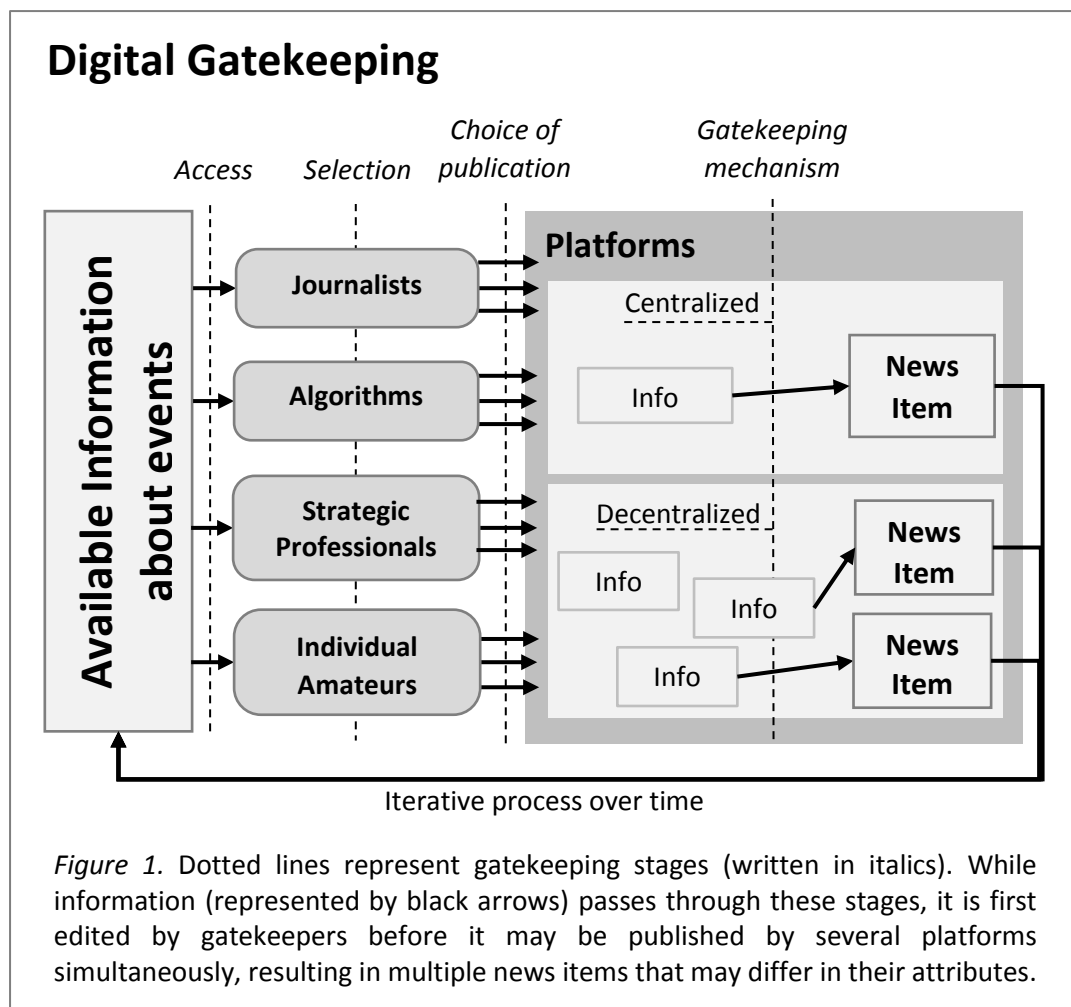 Digital Gatekeeping
Access
Selection
Choice of
publication
Gatekeeping
mechanism
Available Information
about events
Journalists
Algorithms
Strategic
Professionals
Individual
Amateurs
Platforms
Centralized
Info
News
Item
Decentralized
Info
Info
Info
News
Item
News
Item
Iterative process over time
Figure 1. Dotted lines represent gatekeeping stages (written in italics). While
information (represented by black arrows) passes through these stages, it is first
edited by gatekeepers before it may be published by several platforms
simultaneously, resulting in multiple news items that may differ in their attributes.